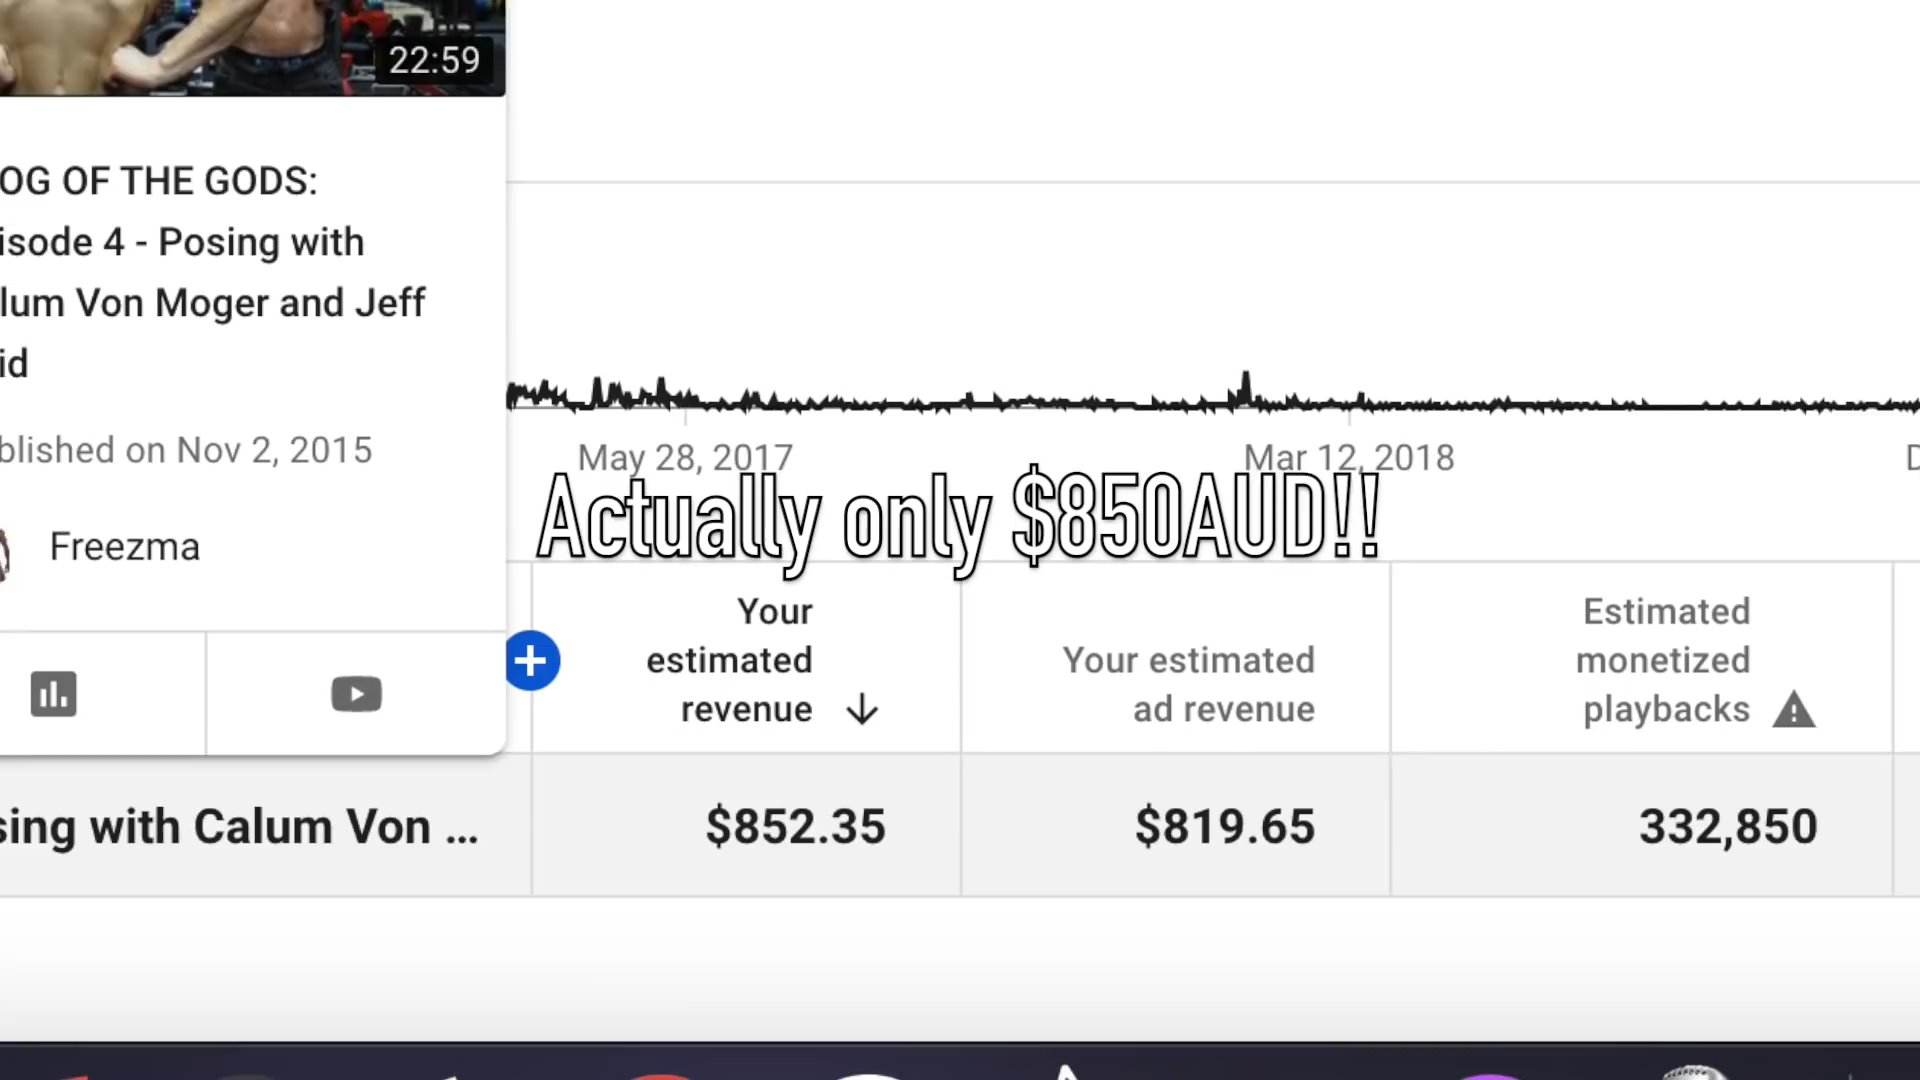 22:59
OG OF THE GODS:
isode 4 - Posing with
lum Von Moger and Jeff
id
blished on Nov 2, 2015
Freezma
May 28, 2017
Mar 12, 2018
D
Actually only $850AUD!!
Your
estimated
revenue
Your estimated
ad revenue
Estimated
monetized
playbacks
sing with Calum Von ...
$852.35
$819.65
332,850